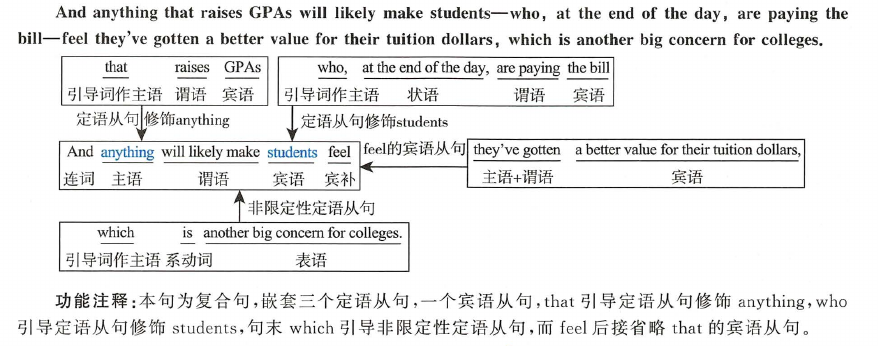 And anything that raises GPAs will likely make students—who, at the end of the day, are paying the
bill—feel they've gotten a better value for their tuition dollars, which is another big concern for colleges.
that raises GPAs who, at the end of the day, are paying the bill
引导词作主语 谓语 宾语 引导词作主语 状语 谓语 宾语
定语从句 修饰anything 定语从句修饰students
And anything will likely make students feel feel的宾语从句 they've gotten a better value for their tuition dollars,
连词 主语 谓语 宾语 宾补 主语+谓语 宾语
非限定性定语从句
which is another big concern for colleges.
引导词作主语 系动词 表语
功能注释:本句为复合句,嵌套三个定语从句,一个宾语从句,that 引导定语从句修饰 anything,who
引导定语从句修饰 students,句末 which 引导非限定性定语从句,而 feel 后接省略 that 的宾语从句。